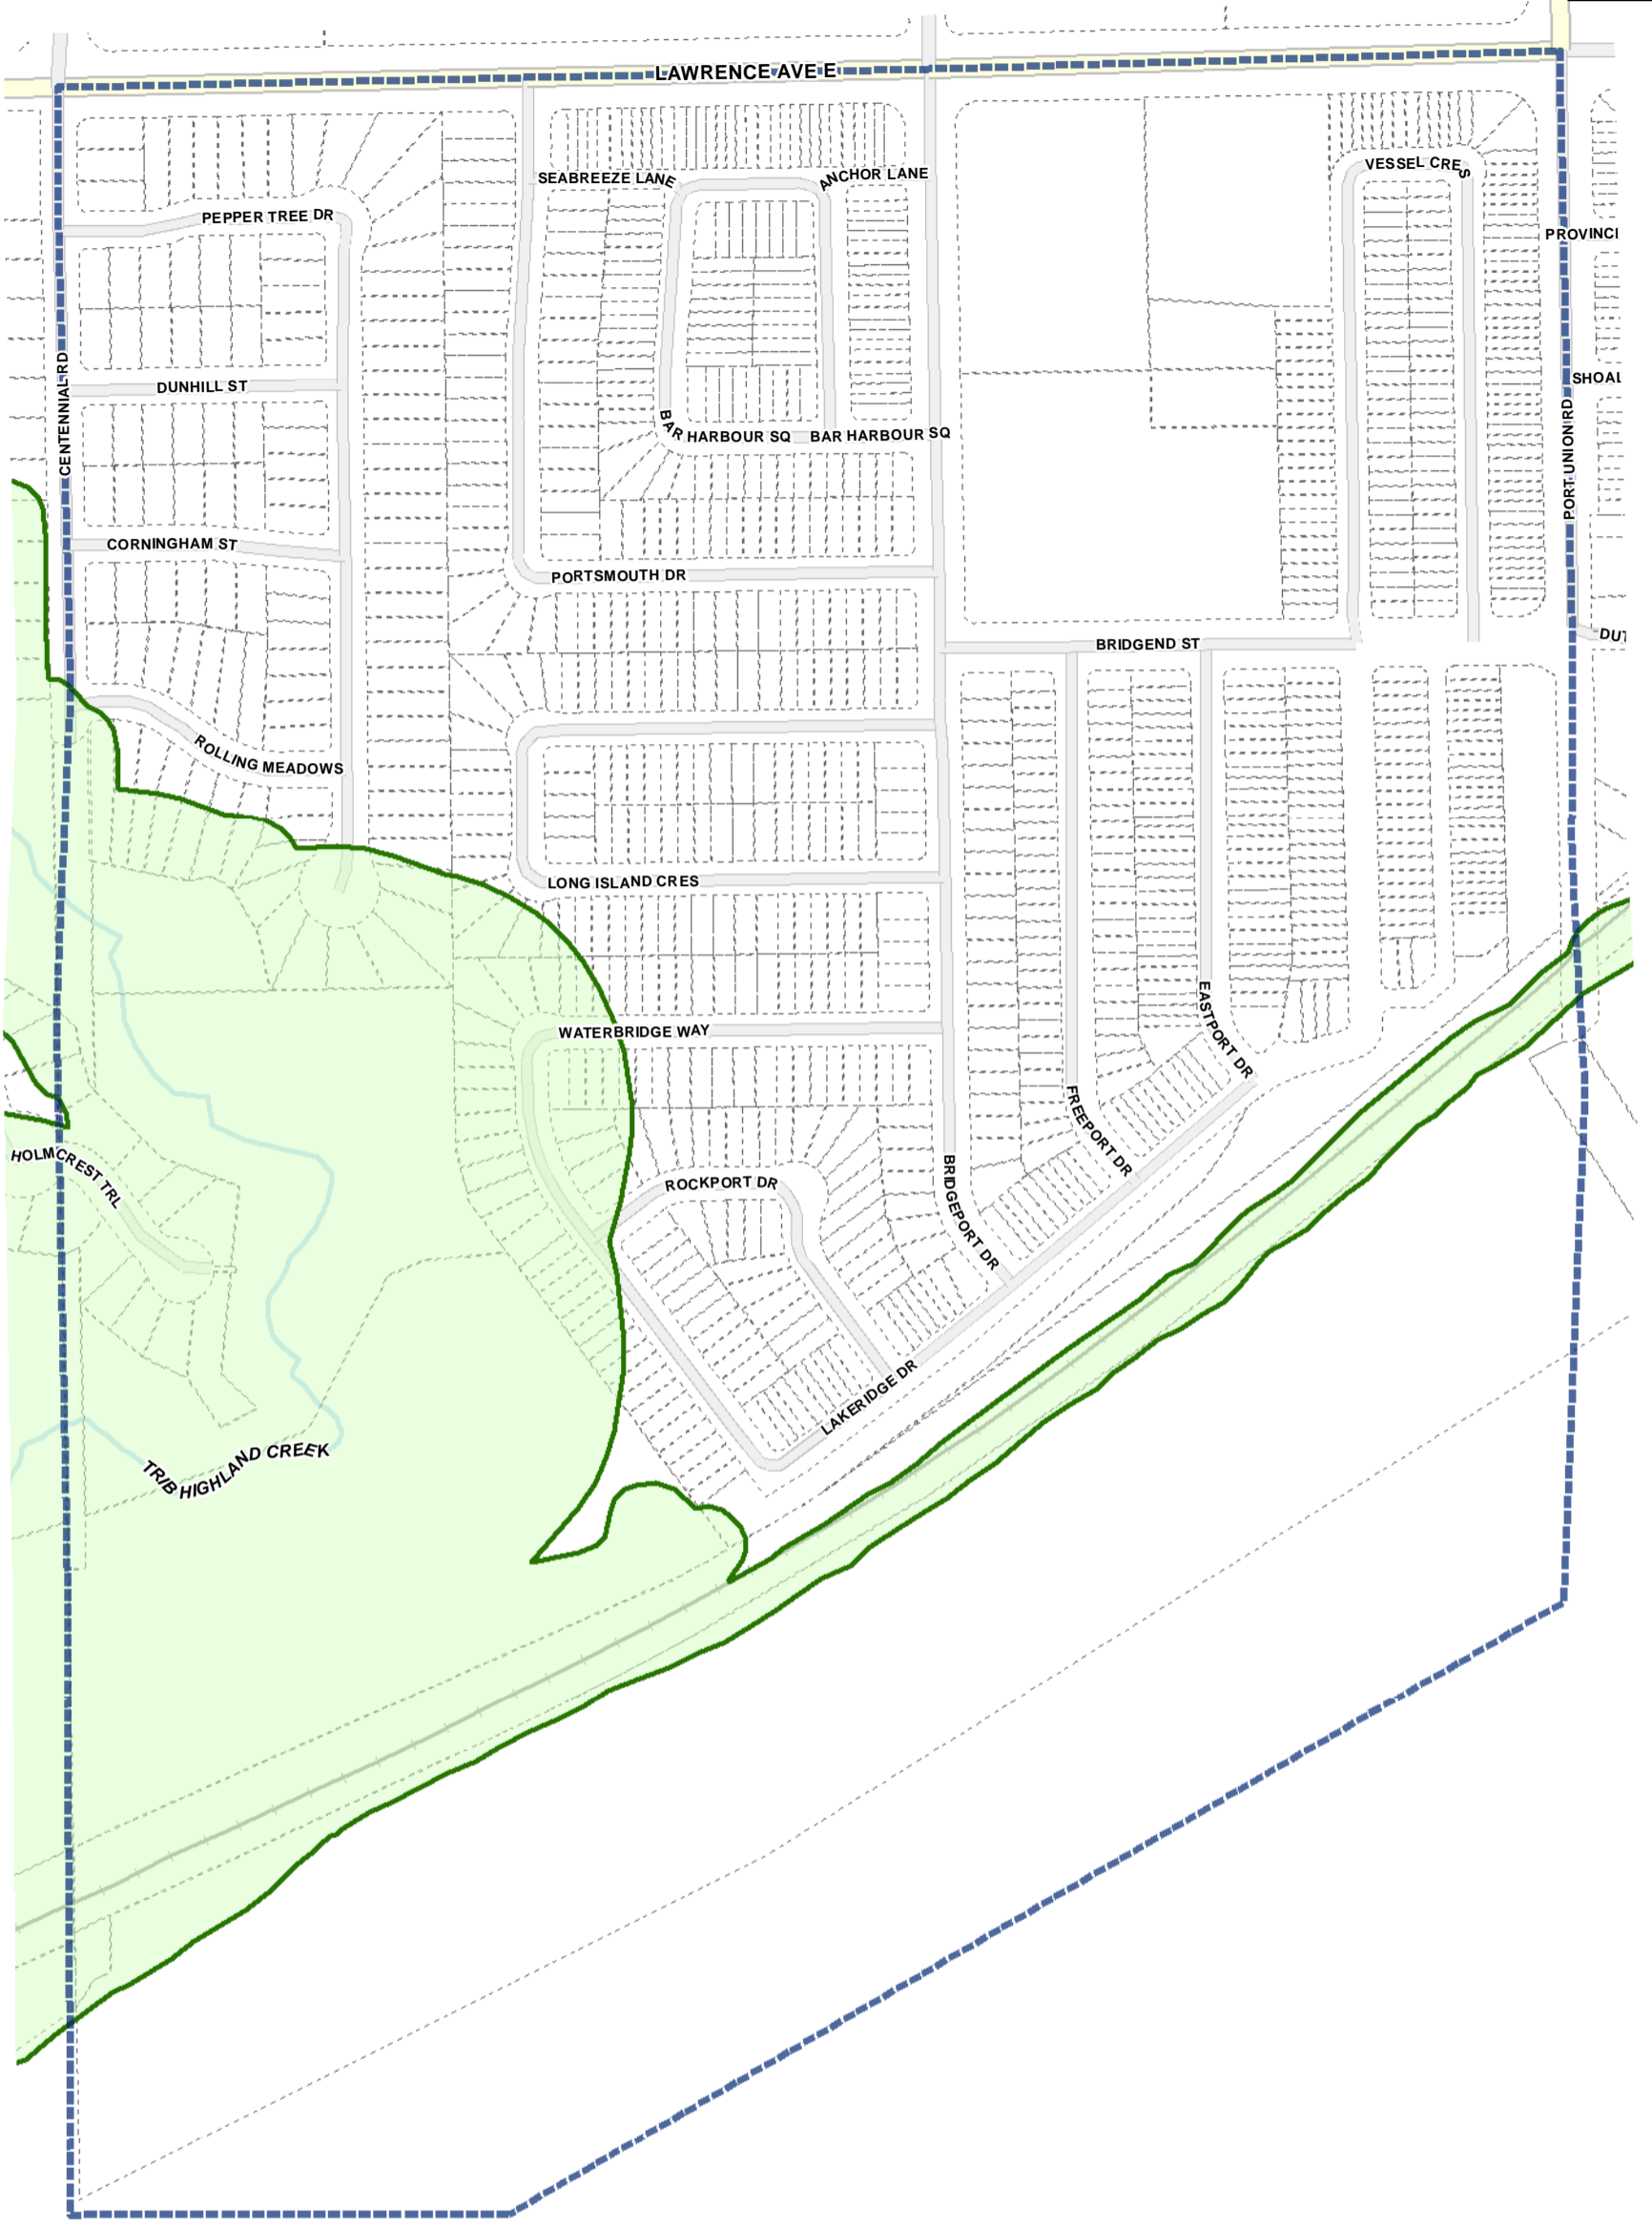 LAWRENCE AVE E
VESSEL CRES
SEABREEZE LANE
ANCHOR LANE
PEPPER TREE DR
PROVINCI
CENTENNIAL RD
DUNHILL ST
SHOAL
BAR HARBOUR SQ
BAR HARBOUR SQ
PORT UNION RD
CORNINGHAM ST
PORTSMOUTH DR
BRIDGEND ST
DUT
ROLLING MEADOWS
LONG ISLAND CRES
WATERBRIDGE WAY
EASTPORT DR
FREEPORT DR
HOLMCREST TRL
ROCKPORT DR
BRIDGEPORT DR
LAKERIDGE DR
TRIB HIGHLAND CREEK